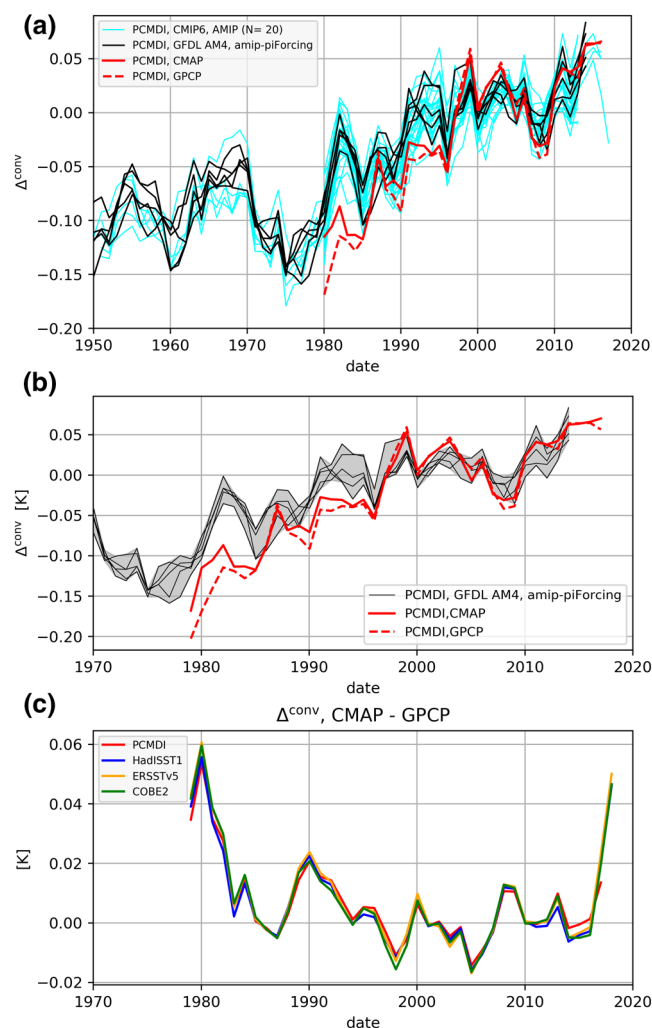 (a)
PCMDI, CMIP6, AMIP (N= 20)
PCMDI, GFDL AM4, amip-piForcing
PCMDI, CMAP
PCMDI, GPCP
0.05
0.00
−0.05
−0.10
−0.15
−0.20
Δconv
1950 1960 1970 1980 1990 2000 2010 2020
date
(b)
0.05
0.00
−0.05
−0.10
−0.15
−0.20
Δconv [K]
PCMDI, GFDL AM4, amip-piForcing
PCMDI,CMAP
PCMDI,GPCP
1970 1980 1990 2000 2010 2020
date
(c)
Δconv, CMAP - GPCP
PCMDI
HadISST1
ERSSTv5
COBE2
0.06
0.04
0.02
0.00
−0.02
[K]
1970 1980 1990 2000 2010 2020
date